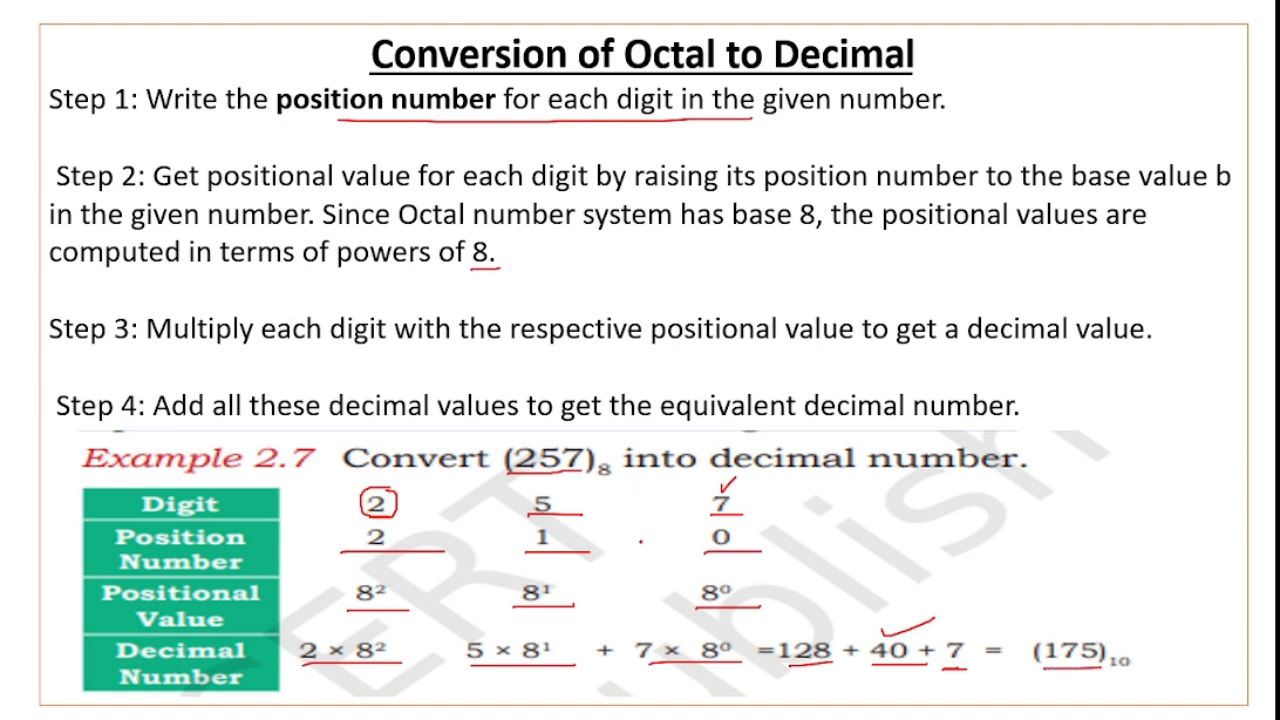 Conversion of Octal to Decimal
Step 1: Write the position number for each digit in the given number.
Step 2: Get positional value for each digit by raising its position number to the base value b
in the given number. Since Octal number system has base 8, the positional values are
computed in terms of powers of 8.
Step 3: Multiply each digit with the respective positional value to get a decimal value.
Step 4: Add all these decimal values to get the equivalent decimal number.
Example 2.7 Convert (257)₈ into decimal number.
Digit 2 5 7
Position Number 2 1 0
Positional Value 8² 8¹ 8⁰
Decimal Number 2 × 8² 5 × 8¹ + 7 × 8⁰ =128 + 40 + 7 = (175)₁₀